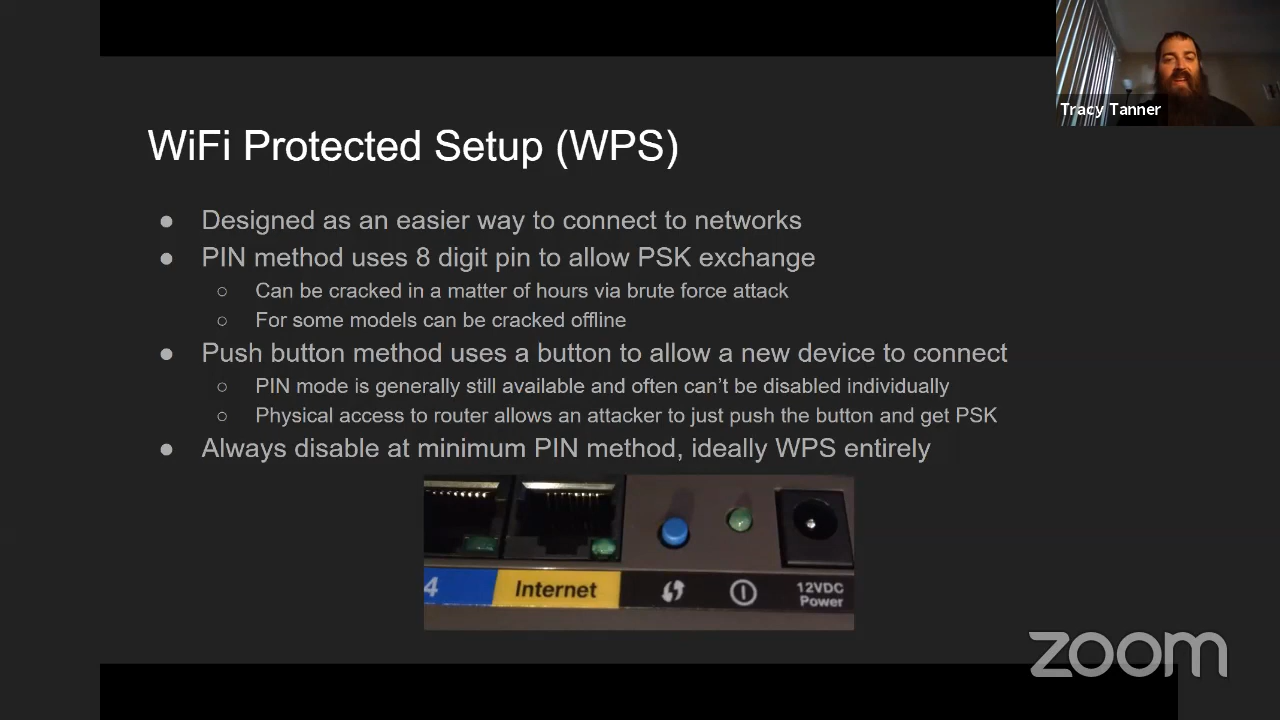 Tracy Tanner
WiFi Protected Setup (WPS)
● Designed as an easier way to connect to networks
● PIN method uses 8 digit pin to allow PSK exchange
○ Can be cracked in a matter of hours via brute force attack
○ For some models can be cracked offline
● Push button method uses a button to allow a new device to connect
○ PIN mode is generally still available and often can’t be disabled individually
○ Physical access to router allows an attacker to just push the button and get PSK
● Always disable at minimum PIN method, ideally WPS entirely
4 Internet 12VDC
Power
zoom